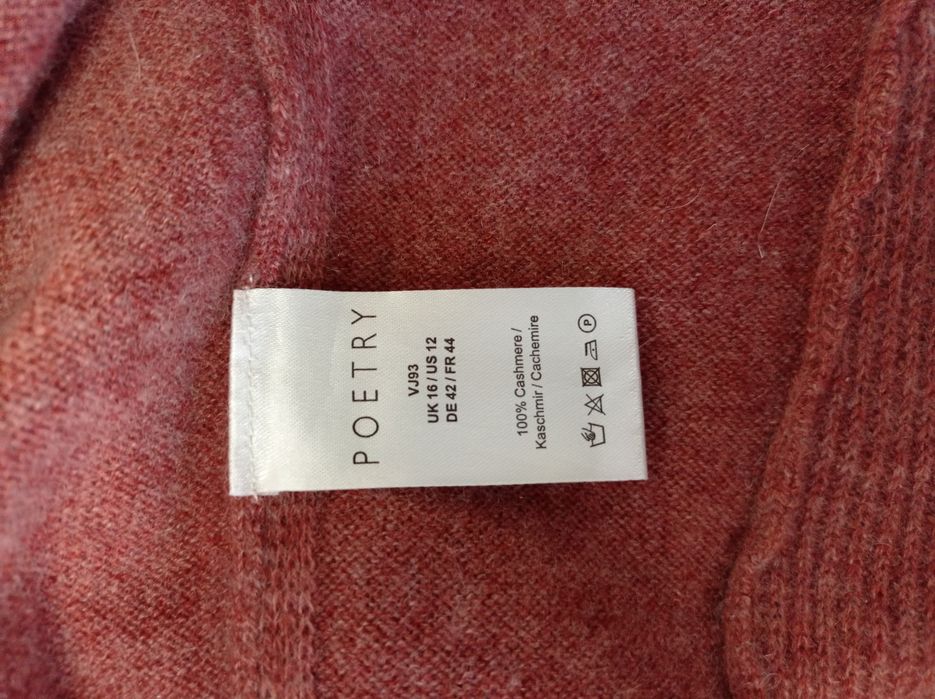 POETRY
VJ93
UK 16 / US 12
DE 42 / FR 44
100% Cashmere /
Kaschmir / Cachemire
P